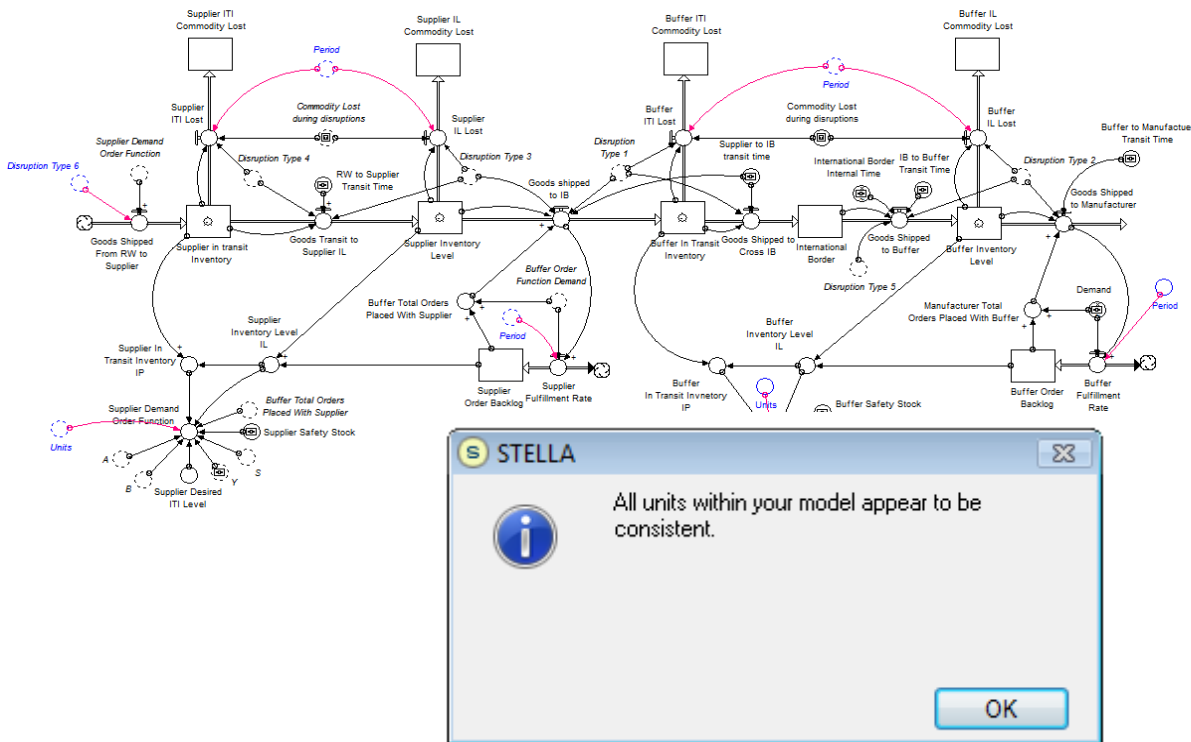 Supplier ITI
Commodity Lost
Supplier IL
Commodity Lost
Buffer ITI
Commodity Lost
Buffer IL
Commodity Lost
Period
Period
Supplier
ITI Lost
Commodity Lost
during disruptions
Supplier
IL Lost
Buffer
ITI Lost
Commodity Lost
during disruptions
Buffer
IL Lost
Buffer to Manufacture
Transit Time
Supplier Demand
Order Function
Disruption Type 6
Disruption Type 4
Disruption Type 3
RW to Supplier
Transit Time
Disruption
Type 1
Supplier to IB
transit time
International Border
Internal Time
IB to Buffer
Transit Time
Disruption Type 2
Goods shipped
to IB
Goods Shipped
to Manufacturer
Goods Shipped
From RW to
Supplier
Supplier in transit
Inventory
Goods Transit to
Supplier IL
Supplier Inventory
Level
Buffer In Transit
Inventory
Goods Shipped to
Cross IB
International
Border
Goods Shipped
to Buffer
Buffer Inventory
Level
Disruption Type 5
Buffer Order
Function Demand
Buffer Total Orders
Placed With Supplier
Period
Demand
Manufacturer Total
Orders Placed With Buffer
Period
Supplier
Inventory Level
IL
Buffer
Inventory Level
IL
Supplier In
Transit Inventory
IP
Supplier
Order Backlog
Supplier
Fulfillment Rate
Buffer
In Transit Invnetory
IP
Units
Buffer Order
Backlog
Buffer
Fulfillment
Rate
Buffer Safety Stock
Supplier Demand
Order Function
Buffer Total Orders
Placed With Supplier
Supplier Safety Stock
Units
A
B
Supplier Desired
ITI Level
Y
S
S STELLA
All units within your model appear to be
consistent.
OK